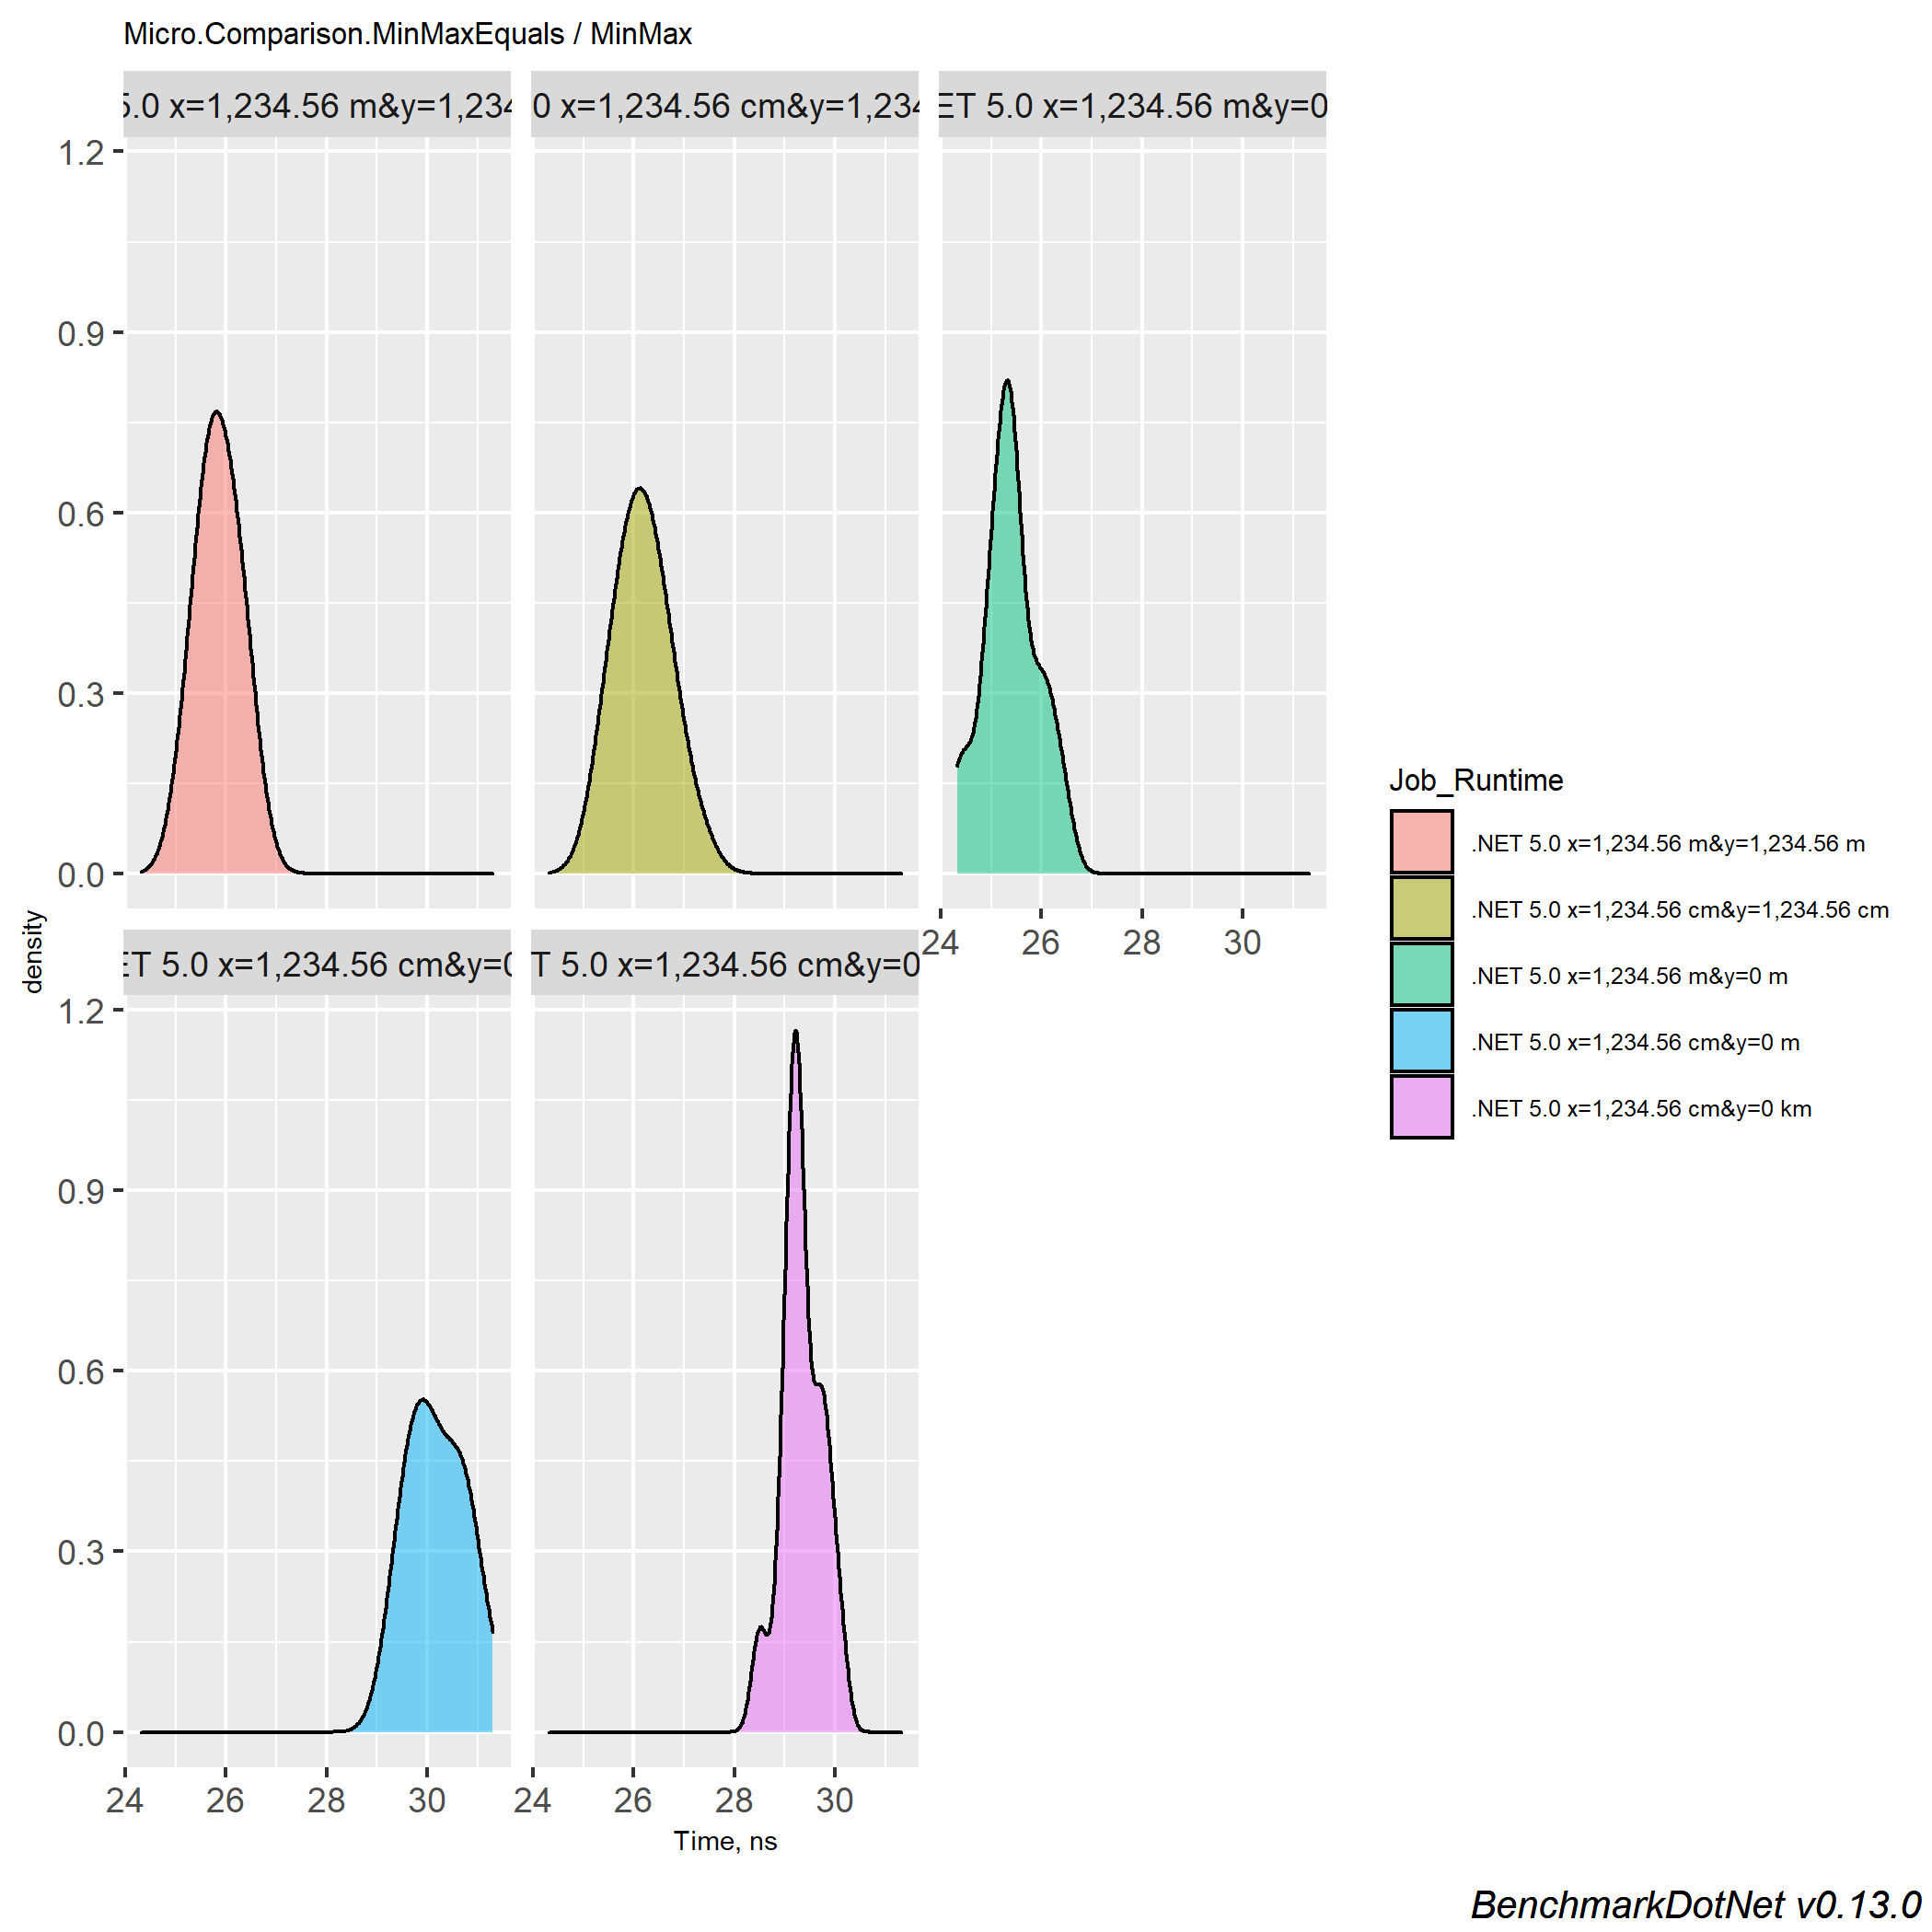 Micro.Comparison.MinMaxEquals / MinMax
5.0 x=1,234.56 m&y=1,234
0 x=1,234.56 cm&y=1,234
ET 5.0 x=1,234.56 m&y=0
1.2
0.9
0.6
0.3
0.0
24 26 28 30
density
ET 5.0 x=1,234.56 cm&y=0
T 5.0 x=1,234.56 cm&y=0
1.2
0.9
0.6
0.3
0.0
24 26 28 30
24 26 28 30
Time, ns
Job_Runtime
.NET 5.0 x=1,234.56 m&y=1,234.56 m
.NET 5.0 x=1,234.56 cm&y=1,234.56 cm
.NET 5.0 x=1,234.56 m&y=0 m
.NET 5.0 x=1,234.56 cm&y=0 m
.NET 5.0 x=1,234.56 cm&y=0 km
BenchmarkDotNet v0.13.0